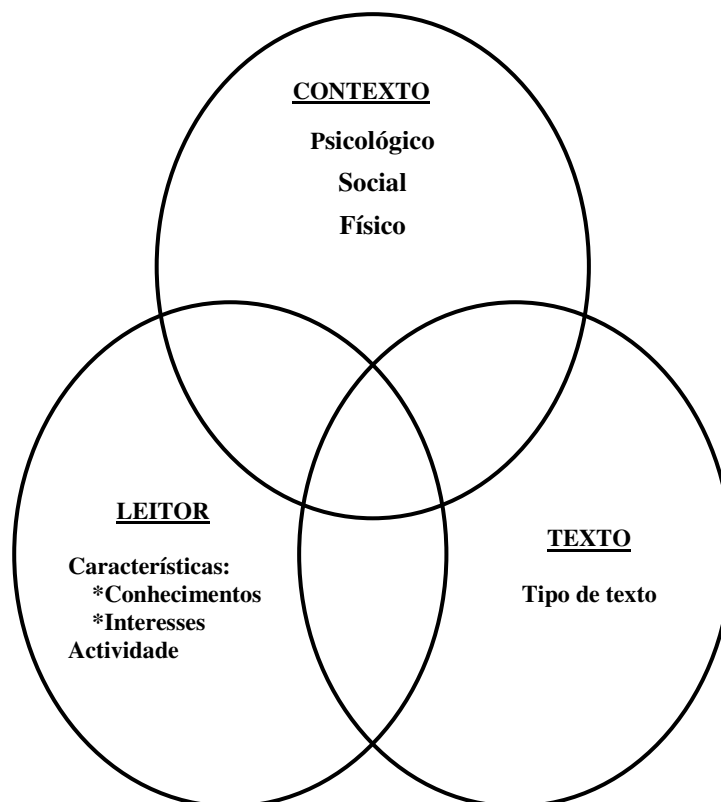 CONTEXTO
Psicológico
Social
Físico
LEITOR
Características:
*Conhecimentos
*Interesses
Actividade
TEXTO
Tipo de texto